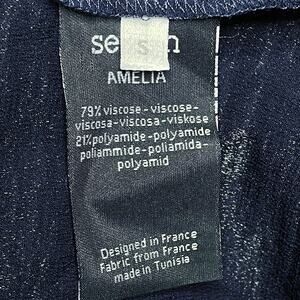 S
AMELIA
79% viscose-viscose-
viscosa-viscosa-viskose
21% polyamide-polyamide
poliammide-poliamida-
polyamid
Designed in France
Fabric from France
made in Tunisia